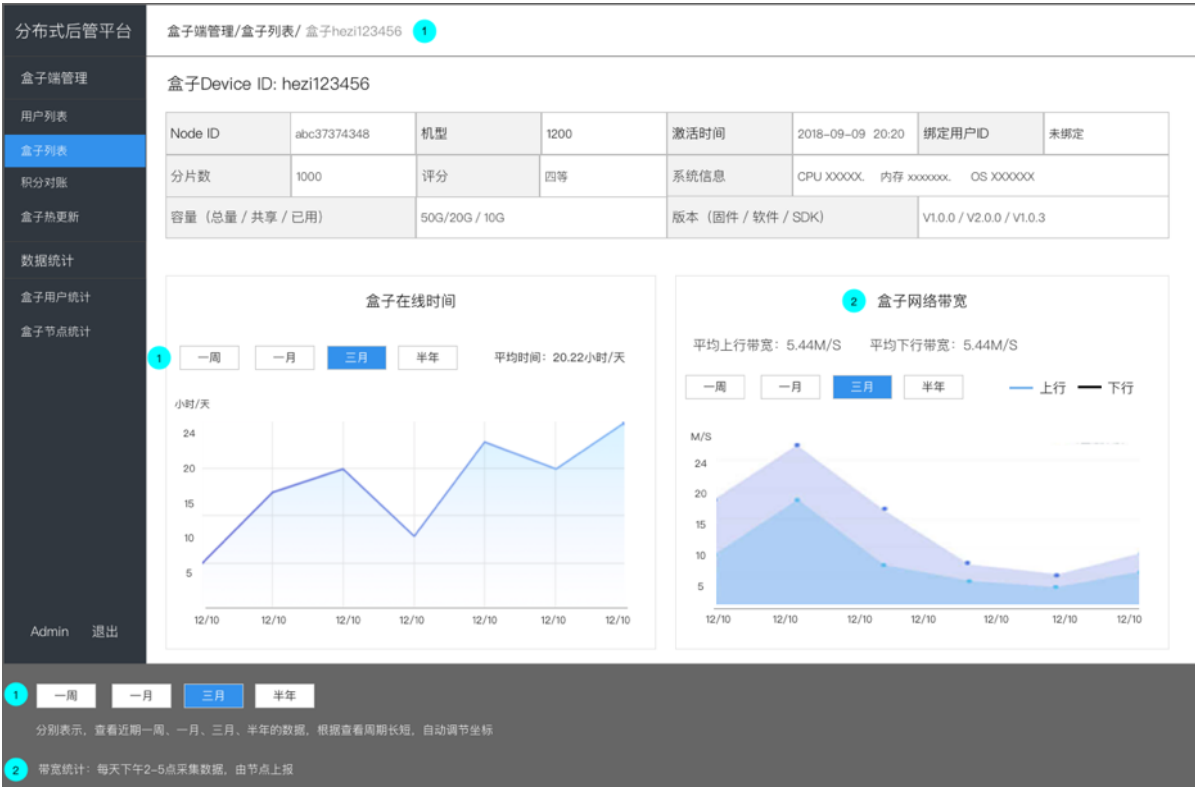 分布式后管平台
盒子端管理/盒子列表/ 盒子hezi123456 1
盒子端管理
用户列表
盒子列表
积分对账
盒子热更新
数据统计
盒子用户统计
盒子节点统计
Admin 退出
盒子Device ID: hezi123456
Node ID abc37374348 机型 1200 激活时间 2018-09-09 20:20 绑定用户ID 未绑定
分片数 1000 评分 四等 系统信息 CPU XXXXX. 内存 xxxxxxx. OS XXXXXX
容量（总量 / 共享 / 已用） 50G/20G / 10G 版本（固件 / 软件 / SDK） V1.0.0 / V2.0.0 / V1.0.3
盒子在线时间
1 一周 一月 三月 半年 平均时间：20.22小时/天
小时/天
24
20
15
10
5
12/10 12/10 12/10 12/10 12/10 12/10 12/10
2 盒子网络带宽
平均上行带宽：5.44M/S 平均下行带宽：5.44M/S
一周 一月 三月 半年 上行 下行
M/S
24
20
15
10
5
12/10 12/10 12/10 12/10 12/10 12/10 12/10
1 一周 一月 三月 半年
分别表示，查看近期一周、一月、三月、半年的数据，根据查看周期长短，自动调节坐标
2 带宽统计：每天下午2-5点采集数据，由节点上报